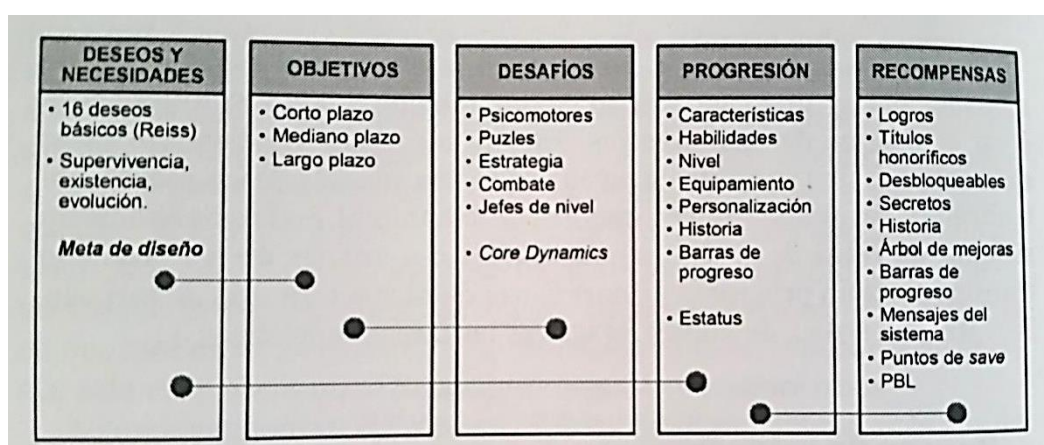 DESEOS Y
NECESIDADES
• 16 deseos
básicos (Reiss)
• Supervivencia,
existencia,
evolución.
Meta de diseño
OBJETIVOS
• Corto plazo
• Mediano plazo
• Largo plazo
DESAFÍOS
• Psicomotores
• Puzles
• Estrategia
• Combate
• Jefes de nivel
• Core Dynamics
PROGRESIÓN
• Características
• Habilidades
• Nivel
• Equipamiento
• Personalización
• Historia
• Barras de
progreso
• Estatus
RECOMPENSAS
• Logros
• Títulos
honoríficos
• Desbloqueables
• Secretos
• Historia
• Árbol de mejoras
• Barras de
progreso
• Mensajes del
sistema
• Puntos de save
• PBL